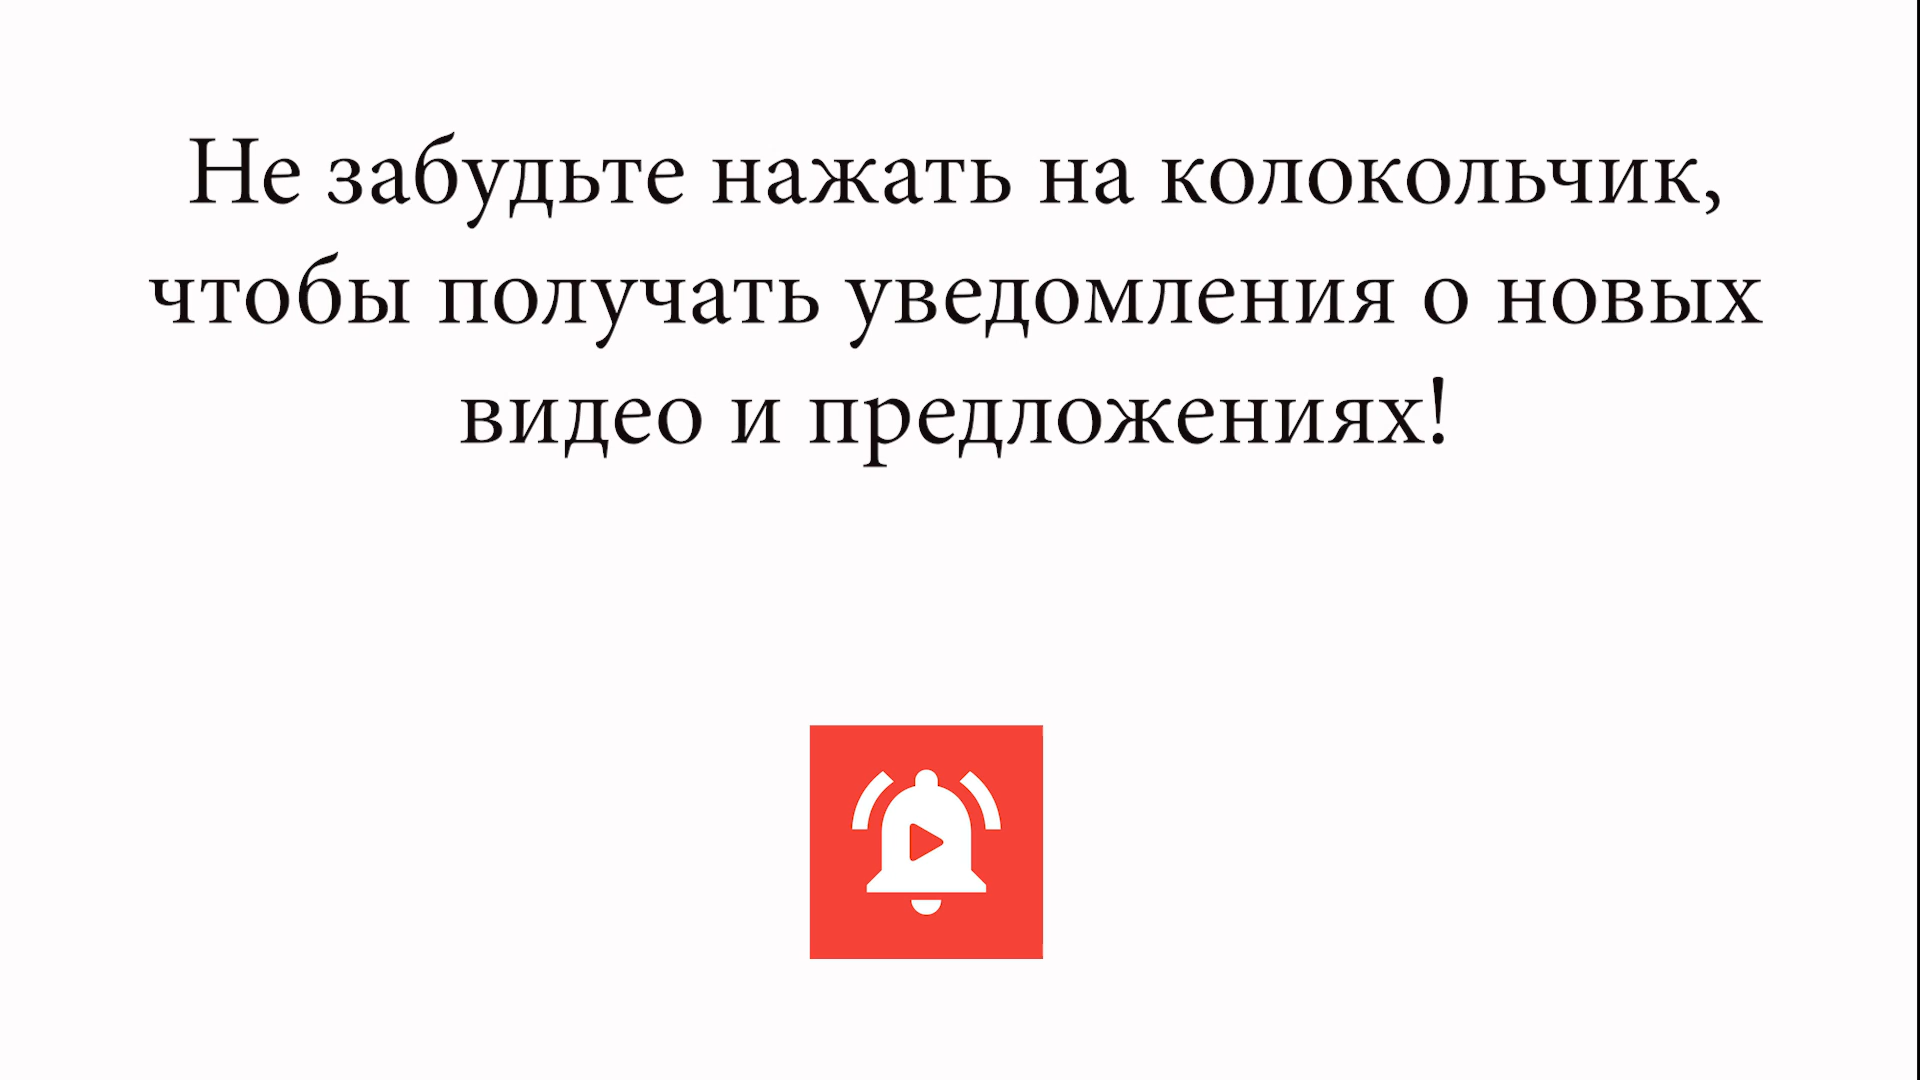 Не забудьте нажать на колокольчик,
чтобы получать уведомления о новых
видео и предложениях!